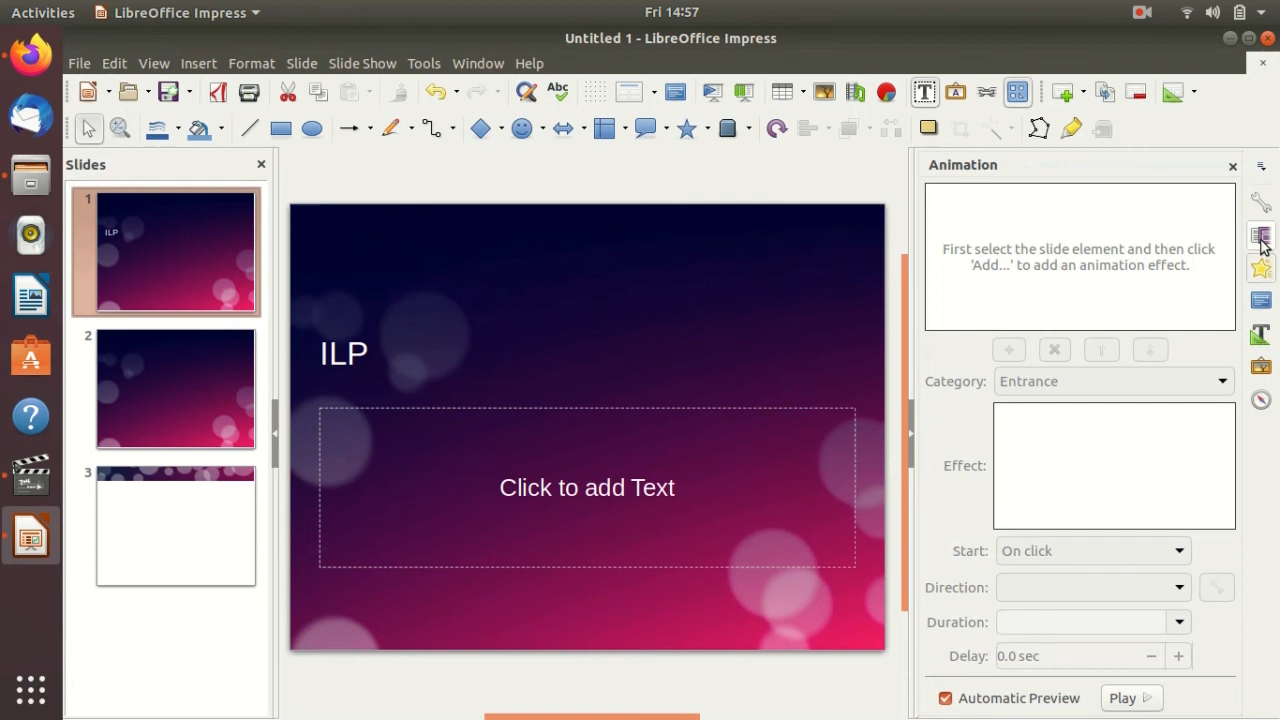 Activities
LibreOffice Impress
Fri 14:57
Untitled 1 - LibreOffice Impress
File Edit View Insert Format Slide Slide Show Tools Window Help
Abc
Slides
Animation
1
ILP
2
3
ILP
Click to add Text
First select the slide element and then click
'Add...' to add an animation effect.
Category: Entrance
Effect:
Start: On click
Direction:
Duration:
Delay: 0.0 sec
Automatic Preview Play